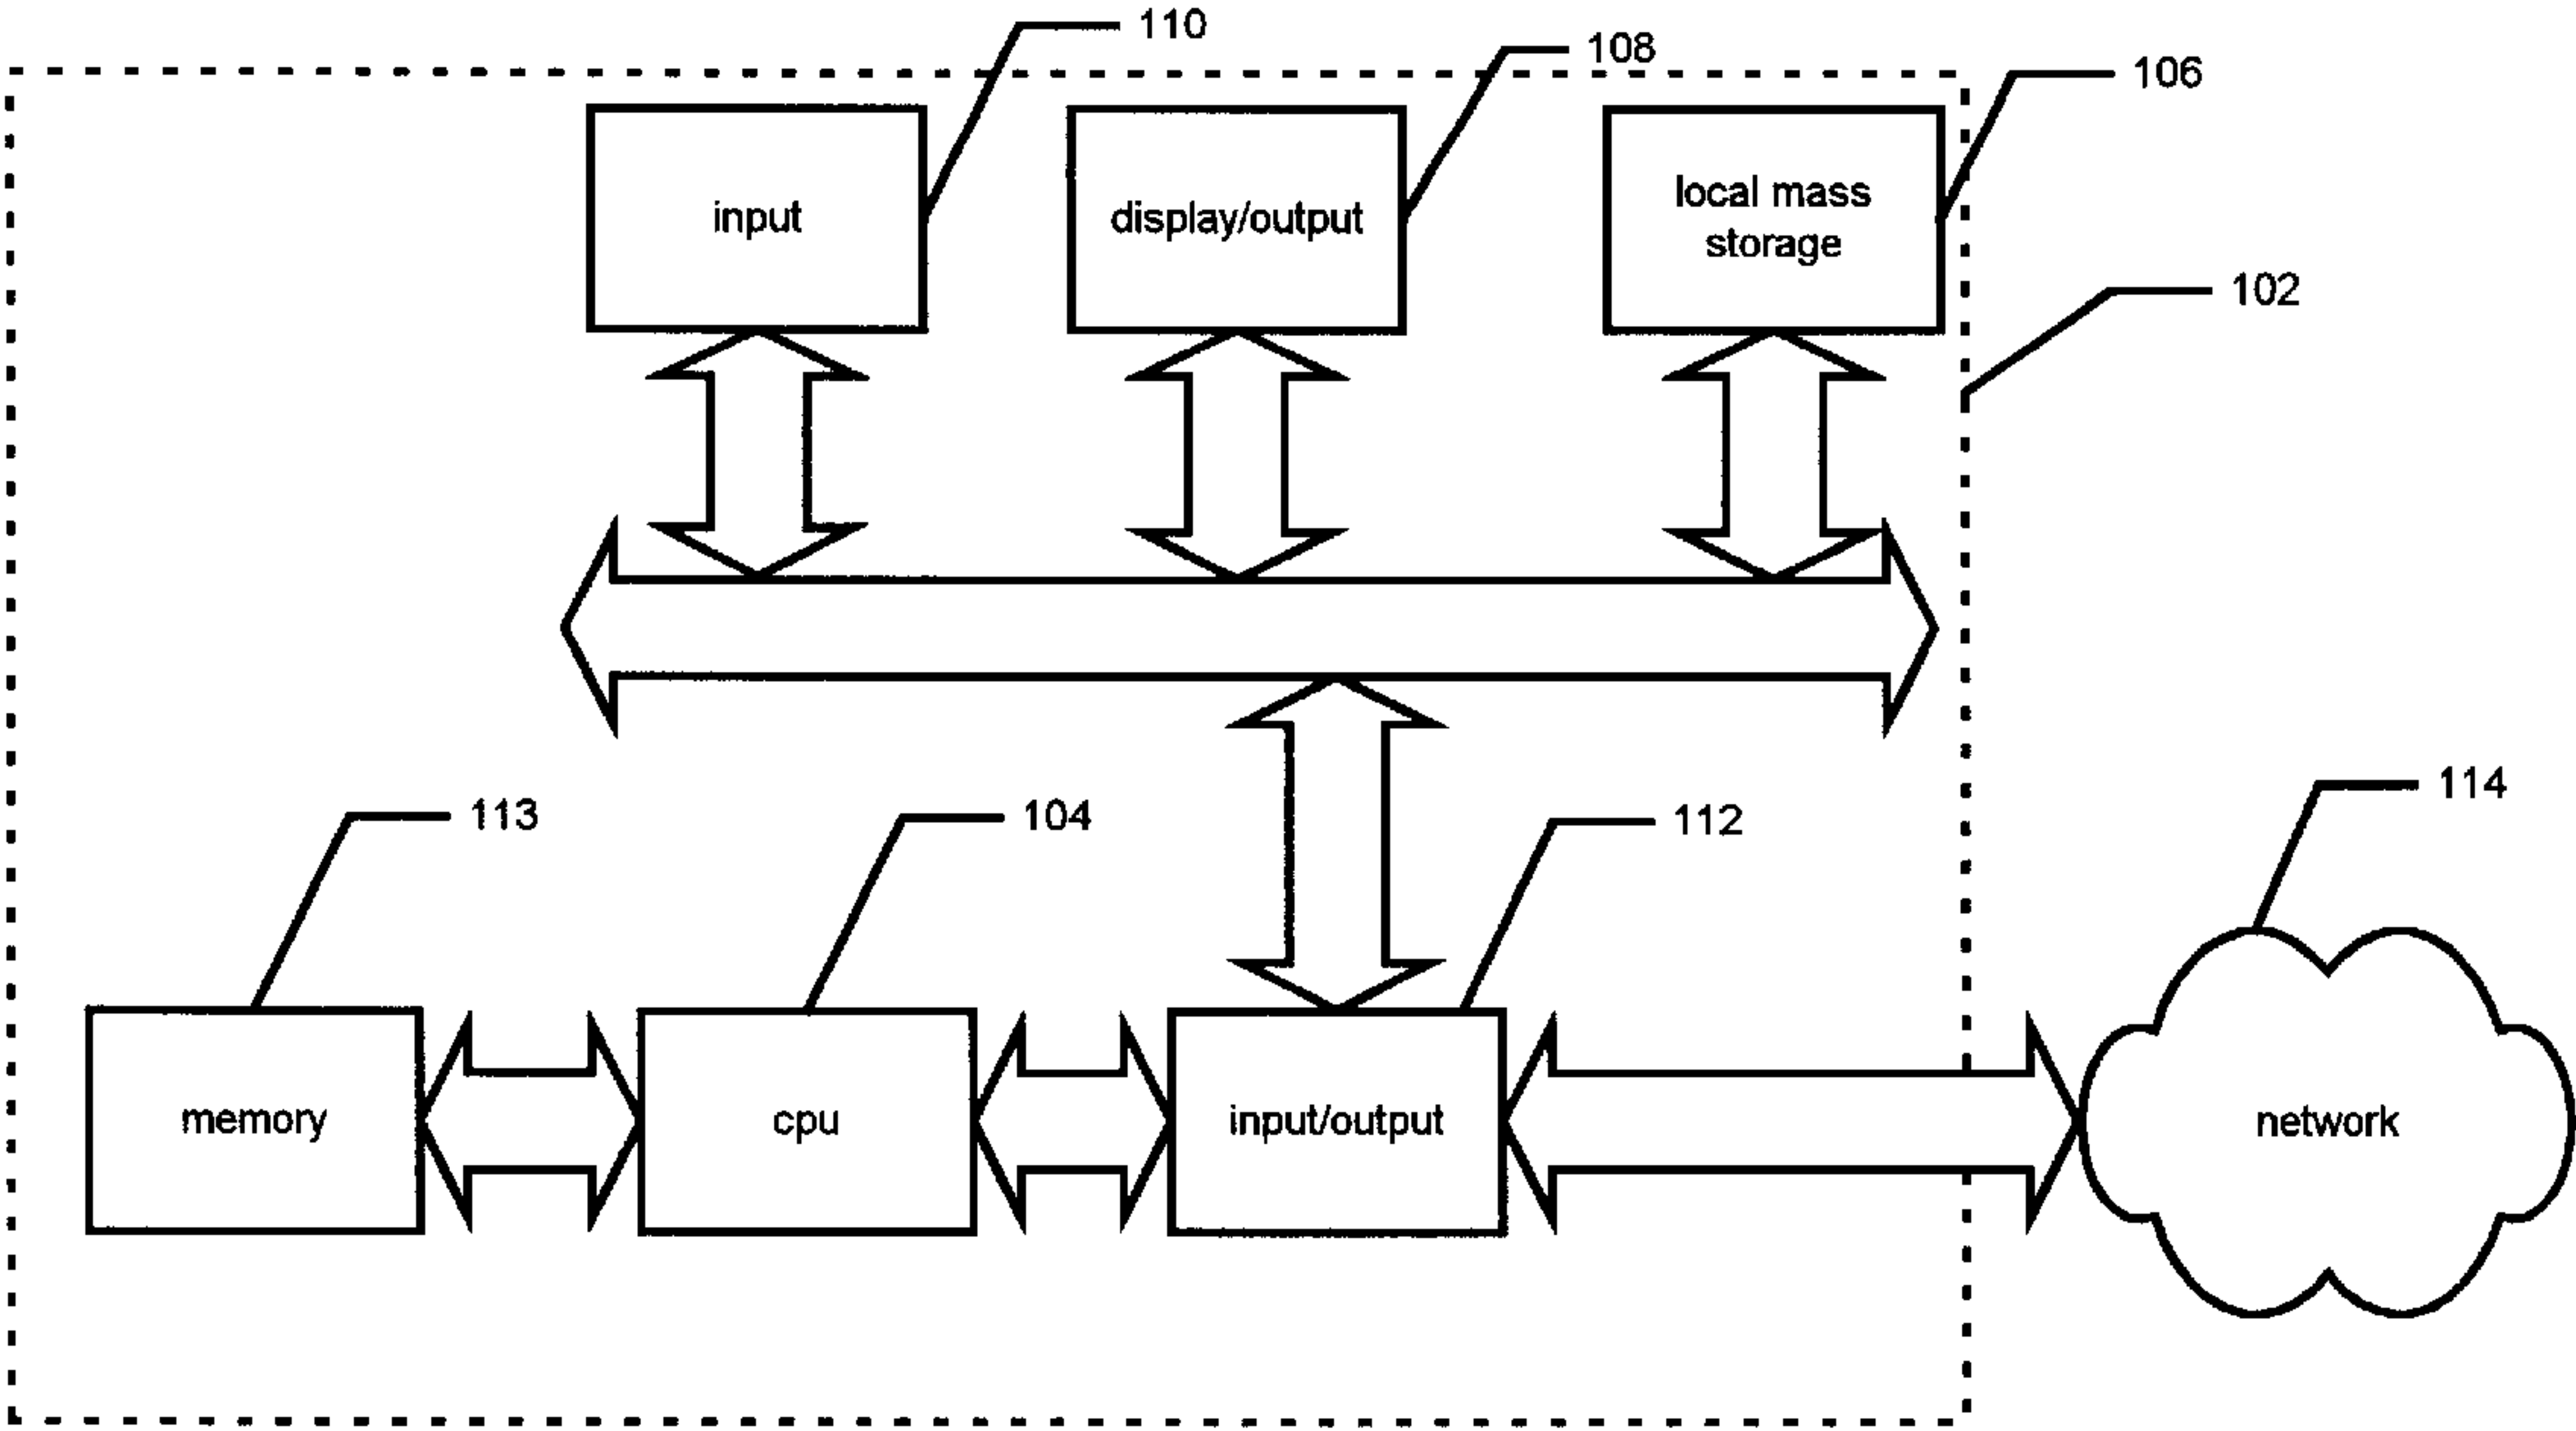 110
108
106
input
display/output
local mass
storage
102
113
104
112
114
memory
cpu
input/output
network